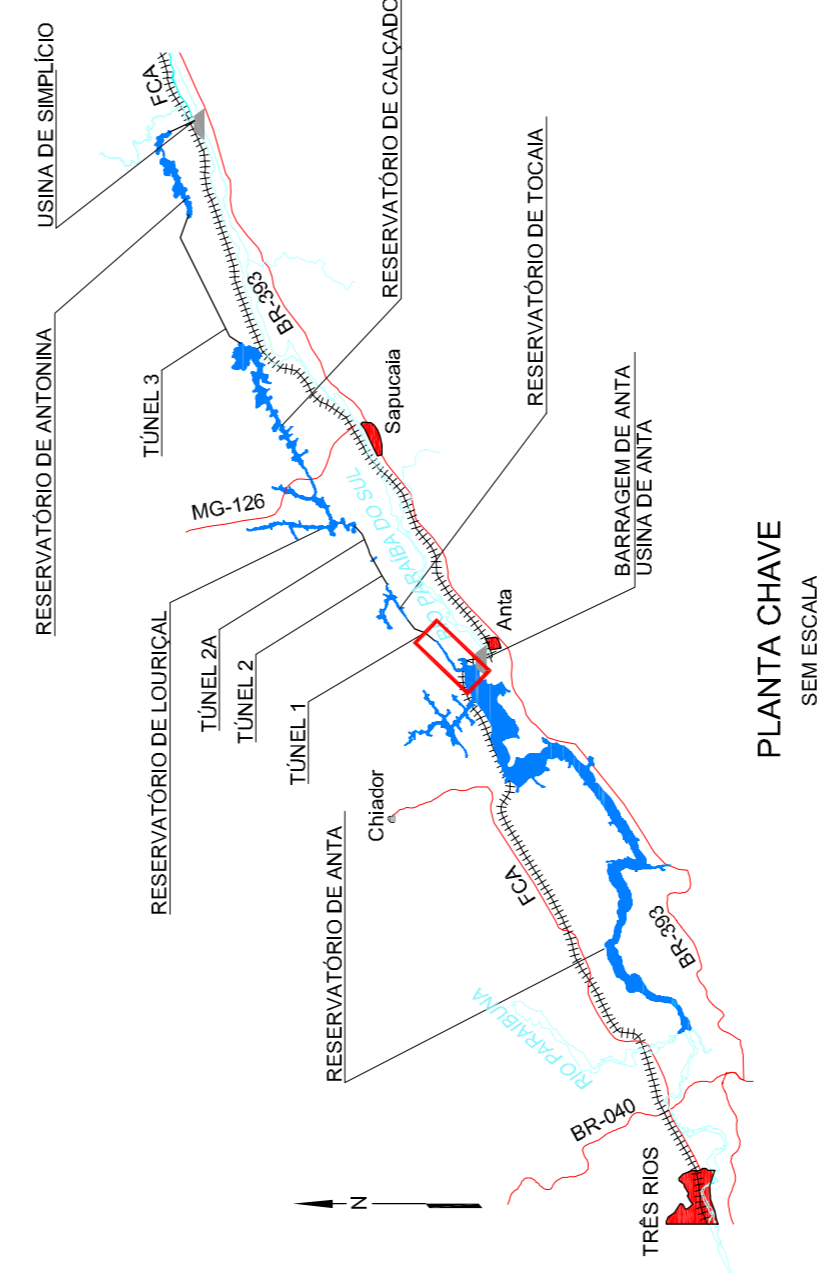 USINA DE SIMPLÍCIO
RESERVATÓRIO DE ANTONINA
TÚNEL 3
FCA
RESERVATÓRIO DE CALÇADO
BR-393
MG-126
Sapucaia
RESERVATÓRIO DE TOCAIA
RESERVATÓRIO DE LOURIÇAL
TÚNEL 2A
TÚNEL 2
TÚNEL 1
RIO PARAÍBA DO SUL
Anta
BARRAGEM DE ANTA
USINA DE ANTA
Chiador
RESERVATÓRIO DE ANTA
FCA
BR-393
RIO PARAIBUNA
BR-040
TRÊS RIOS
N
PLANTA CHAVE
SEM ESCALA